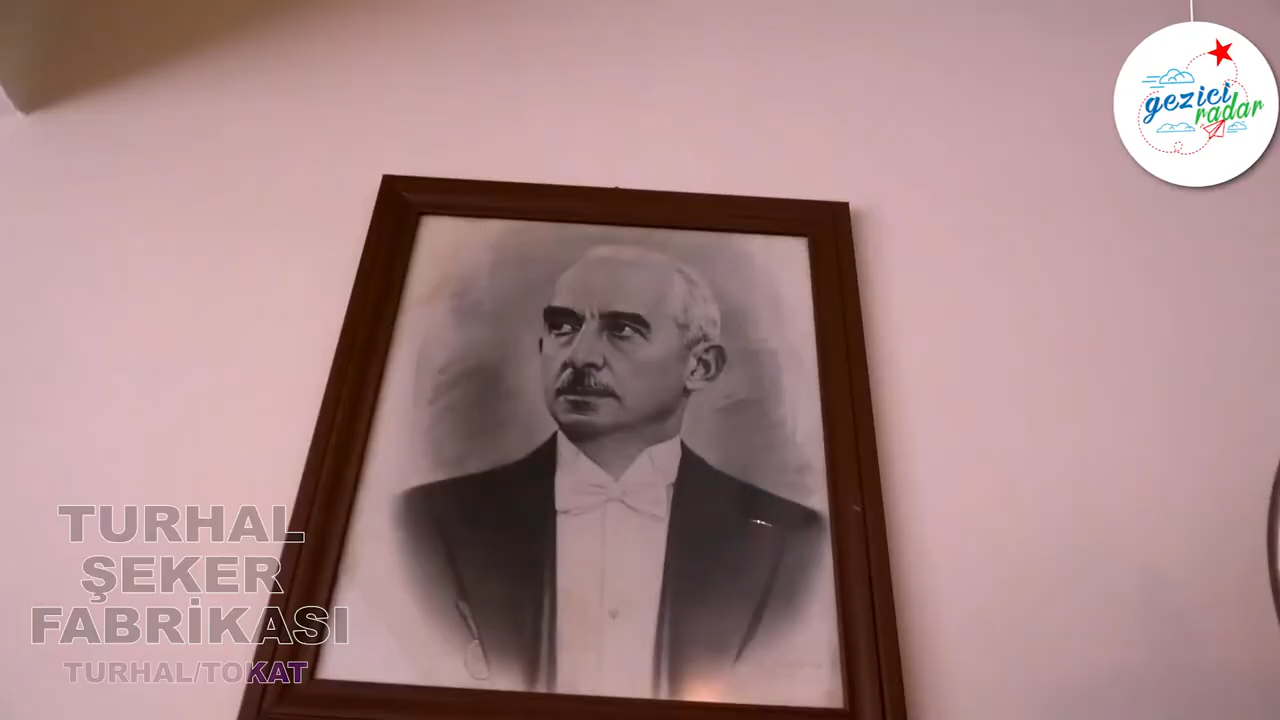 gezici
radar
TURHAL
ŞEKER
FABRİKASI
TURHAL/TOKAT